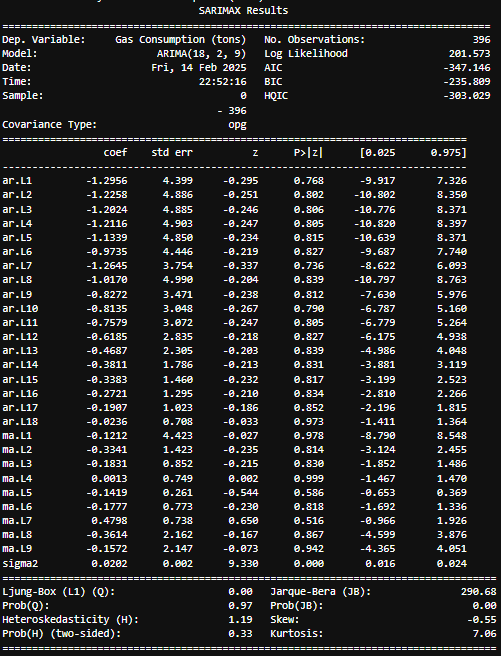 SARIMAX Results
==============================================================================
Dep. Variable: Gas Consumption (tons) No. Observations: 396
Model: ARIMA(18, 2, 9) Log Likelihood 201.573
Date: Fri, 14 Feb 2025 AIC -347.146
Time: 22:52:16 BIC -235.809
Sample: 0 HQIC -303.029
- 396
Covariance Type: opg
==============================================================================
coef std err z P>|z| [0.025 0.975]
------------------------------------------------------------------------------
ar.L1 -1.2956 4.399 -0.295 0.768 -9.917 7.326
ar.L2 -1.2258 4.886 -0.251 0.802 -10.802 8.350
ar.L3 -1.2024 4.885 -0.246 0.806 -10.776 8.371
ar.L4 -1.2116 4.903 -0.247 0.805 -10.820 8.397
ar.L5 -1.1339 4.850 -0.234 0.815 -10.639 8.371
ar.L6 -0.9735 4.446 -0.219 0.827 -9.687 7.740
ar.L7 -1.2645 3.754 -0.337 0.736 -8.622 6.093
ar.L8 -1.0170 4.990 -0.204 0.839 -10.797 8.763
ar.L9 -0.8272 3.471 -0.238 0.812 -7.630 5.976
ar.L10 -0.8135 3.048 -0.267 0.790 -6.787 5.160
ar.L11 -0.7579 3.072 -0.247 0.805 -6.779 5.264
ar.L12 -0.6185 2.835 -0.218 0.827 -6.175 4.938
ar.L13 -0.4687 2.305 -0.203 0.839 -4.986 4.048
ar.L14 -0.3811 1.786 -0.213 0.831 -3.881 3.119
ar.L15 -0.3383 1.460 -0.232 0.817 -3.199 2.523
ar.L16 -0.2721 1.295 -0.210 0.834 -2.810 2.266
ar.L17 -0.1907 1.023 -0.186 0.852 -2.196 1.815
ar.L18 -0.0236 0.708 -0.033 0.973 -1.411 1.364
ma.L1 -0.1212 4.423 -0.027 0.978 -8.790 8.548
ma.L2 -0.3341 1.423 -0.235 0.814 -3.124 2.455
ma.L3 -0.1831 0.852 -0.215 0.830 -1.852 1.486
ma.L4 0.0013 0.749 0.002 0.999 -1.467 1.470
ma.L5 -0.1419 0.261 -0.544 0.586 -0.653 0.369
ma.L6 -0.1777 0.773 -0.230 0.818 -1.692 1.336
ma.L7 0.4798 0.738 0.650 0.516 -0.966 1.926
ma.L8 -0.3614 2.162 -0.167 0.867 -4.599 3.876
ma.L9 -0.1572 2.147 -0.073 0.942 -4.365 4.051
sigma2 0.0202 0.002 9.330 0.000 0.016 0.024
==============================================================================
Ljung-Box (L1) (Q): 0.00 Jarque-Bera (JB): 290.68
Prob(Q): 0.97 Prob(JB): 0.00
Heteroskedasticity (H): 1.19 Skew: -0.55
Prob(H) (two-sided): 0.33 Kurtosis: 7.06
==============================================================================